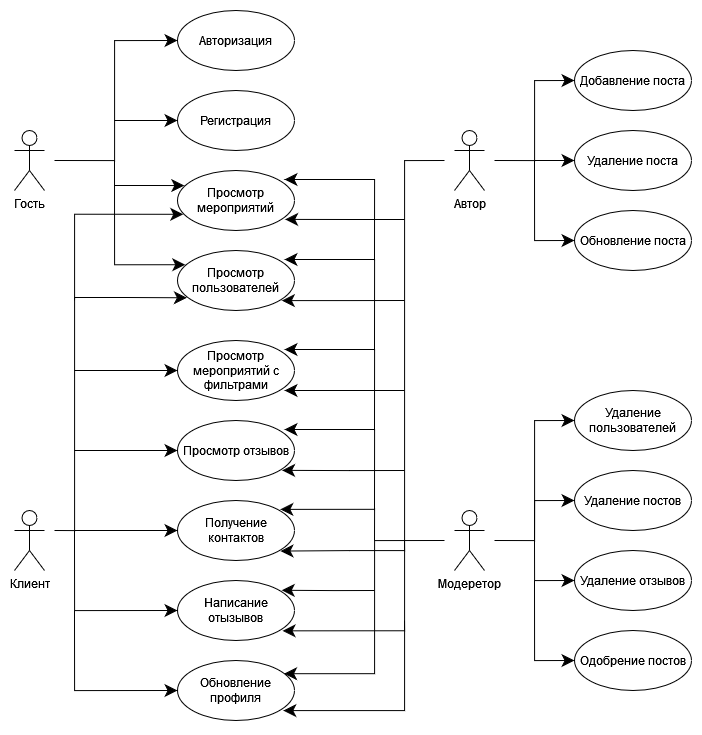 Авторизация
Регистрация
Гость
Просмотр
мероприятий
Просмотр
пользователей
Просмотр
мероприятий с
фильтрами
Просмотр отзывов
Клиент
Получение
контактов
Написание
отызывов
Обновление
профиля
Автор
Добавление поста
Удаление поста
Обновление поста
Модеретор
Удаление
пользователей
Удаление постов
Удаление отзывов
Одобрение постов